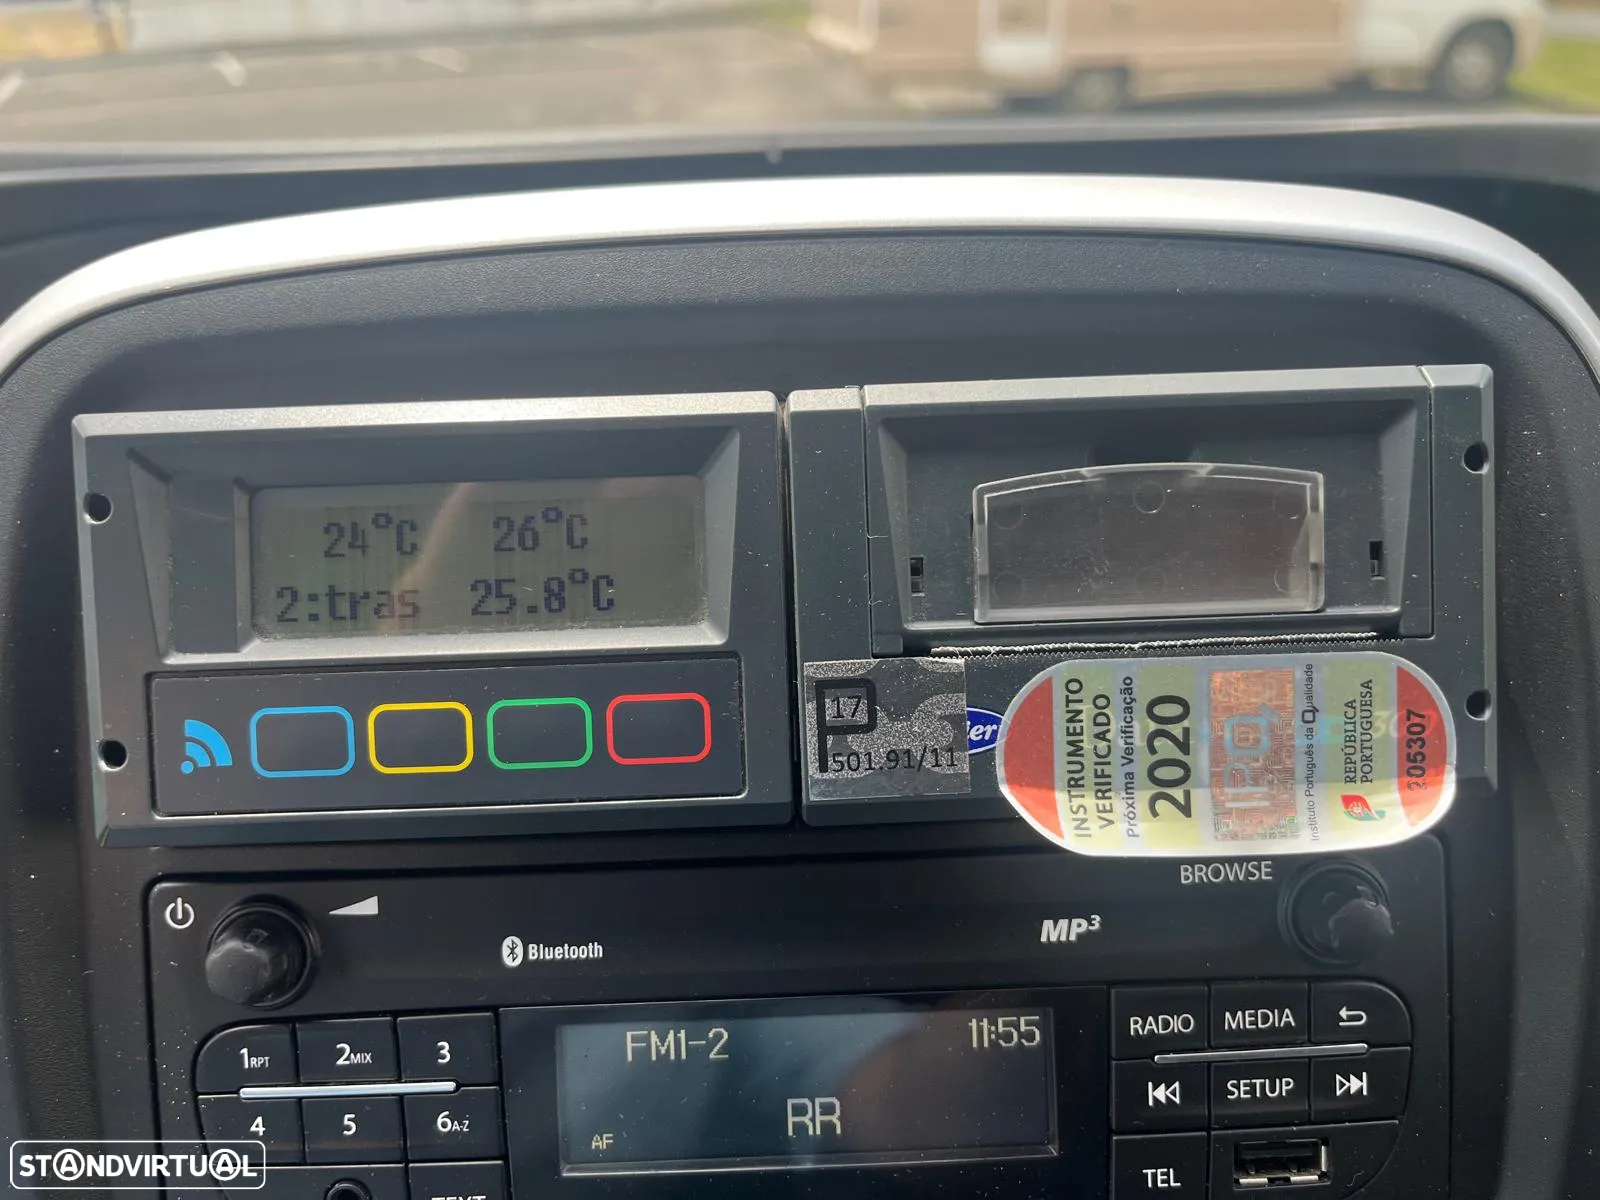 24°C 26°C
2:tras 25.8°C
17
501.91/11
ier
INSTRUMENTO
VERIFICADO
Próxima Verificação
2020
Instituto Português da Qualidade
REPÚBLICA
PORTUGUESA
205307
BROWSE
MP3
Bluetooth
FM1-2 11:55
RR
AF
1RPT 2MIX 3
4 5 6A-Z
TEXT
RADIO MEDIA
SETUP
TEL
STANDVIRTUAL